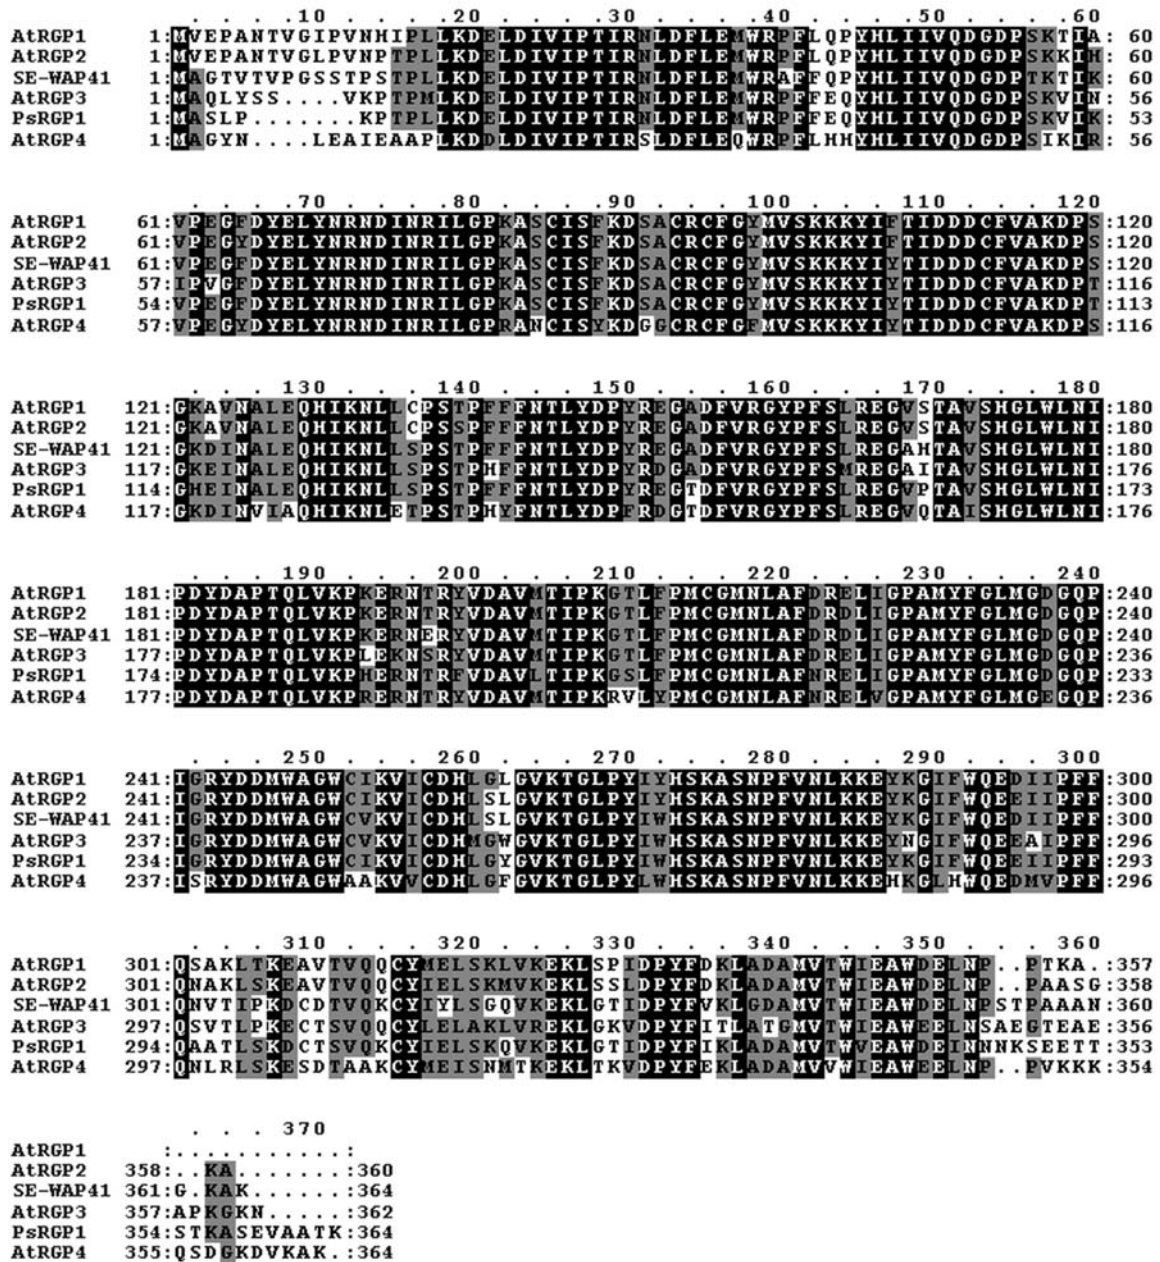 . . . 10 . . . 20 . . . 30 . . . 40 . . . 50 . . . 60
AtRGP1 1:MVEPANTVGIPVNHIPLLKDELDIVIPTIRNLDFLEMWRPFLQPYHLIIVQDGDPSKTIA: 60
AtRGP2 1:MVEPANTVGLPVNPTPLLKDELDIVIPTIRNLDFLEMWRPFLQPYHLIIVQDGDPSKTIH: 60
SE-WAP41 1:MAGTVTVPGSSTPSTPLLKDELDIVIPTIRNLDFLEMWRAFFQPYHLIIVQDGDPTKTIK: 60
AtRGP3 1:MAQLYSS....VKPTPMLKDELDIVIPTIRNLDFLEMWRPFFEQYHLIIVQDGDPSKVIN: 56
PsRGP1 1:MASLP.......KPTPLLKDELDIVIPTIRNLDFLEMWRPFFEQYHLIIVQDGDPSKVIK: 53
AtRGP4 1:MAGYN....LEAIEAAPLKDDLDIVIPTIRSLDFLEQWRPFLHHYHLIIVQDGDPSIKIR: 56
. . . 70 . . . 80 . . . 90 . . . 100 . . . 110 . . . 120
AtRGP1 61:VPEGFDYELYNRNDINRILGPKASCISFKDSACRCFGYMVSKKKYIFTIDDDCFVAKDPS:120
AtRGP2 61:VPEGYDYELYNRNDINRILGPKASCISFKDSACRCFGYMVSKKKYIFTIDDDCFVAKDPS:120
SE-WAP41 61:VPEGFDYELYNRNDINRILGPKASCISFKDSACRCFGYMVSKKKYIYTIDDDCFVAKDPS:120
AtRGP3 57:IPVGFDYELYNRNDINRILGPKASCISFKDSACRCFGYMVSKKKYIYTIDDDCFVAKDPT:116
PsRGP1 54:VPEGFDYELYNRNDINRILGPKASCISFKDSACRCFGYMVSKKKYIYTIDDDCFVAKDPT:113
AtRGP4 57:VPEGYDYELYNRNDINRILGPRANCISYKDGGCRCFGFMVSKKKYIYTIDDDCFVAKDPS:116
. . . 130 . . . 140 . . . 150 . . . 160 . . . 170 . . . 180
AtRGP1 121:GKAVNALEQHIKNLLCPSTPFFFNTLYDPYREGADFVRGYPFSLREGVSTAVSHGLWLNI:180
AtRGP2 121:GKAVNALEQHIKNLLCPSSPFFFNTLYDPYREGADFVRGYPFSLREGVSTAVSHGLWLNI:180
SE-WAP41 121:GKDINALEQHIKNLLSPSTPFFFNTLYDPYREGADFVRGYPFSLREGAHTAVSHGLWLNI:180
AtRGP3 117:GKEINALEQHIKNLLSPSTPHFFNTLYDPYRDGADFVRGYPFSMREGAITAVSHGLWLNI:176
PsRGP1 114:GHEINALEQHIKNLLSPSTPFFFNTLYDPYREGTDFVRGYPFSLREGVPTAVSHGLWLNI:173
AtRGP4 117:GKDINVIAQHIKNLETPSTPHYFNTLYDPFRDGTDFVRGYPFSLREGVQTAISHGLWLNI:176
. . . 190 . . . 200 . . . 210 . . . 220 . . . 230 . . . 240
AtRGP1 181:PDYDAPTQLVKPKERNTRYVDAVMTIPKGTLFPMCGMNLAFDRELIGPAMYFGLMGDGQP:240
AtRGP2 181:PDYDAPTQLVKPKERNTRYVDAVMTIPKGTLFPMCGMNLAFDRELIGPAMYFGLMGDGQP:240
SE-WAP41 181:PDYDAPTQLVKPKERNERYVDAVMTIPKGTLFPMCGMNLAFDRDLIGPAMYFGLMGDGQP:240
AtRGP3 177:PDYDAPTQLVKPLEKNSRYVDAVMTIPKGTLFPMCGMNLAFDRELIGPAMYFGLMGDGQP:236
PsRGP1 174:PDYDAPTQLVKPHERNTRFVDAVLTIPKGSLFPMCGMNLAFNRELIGPAMYFGLMGDGQP:233
AtRGP4 177:PDYDAPTQLVKPRERNTRYVDAVMTIPKRVLYPMCGMNLAFNRELVGPAMYFGLMGEGQP:236
. . . 250 . . . 260 . . . 270 . . . 280 . . . 290 . . . 300
AtRGP1 241:IGRYDDMWAGWCIKVICDHLGLGVKTGLPYIYHSKASNPFVNLKKEYKGIFWQEDIIPFF:300
AtRGP2 241:IGRYDDMWAGWCIKVICDHLSLGVKTGLPYIYHSKASNPFVNLKKEYKGIFWQEEIIPFF:300
SE-WAP41 241:IGRYDDMWAGWCVKVICDHLSLGVKTGLPYIWHSKASNPFVNLKKEYKGIFWQEDIIPFF:300
AtRGP3 237:IGRYDDMWAGWCVKVICDHMGWGVKTGLPYIWHSKASNPFVNLKKEYNGIFWQEEAIPFF:296
PsRGP1 234:IGRYDDMWAGWCIKVICDHLGYGVKTGLPYIWHSKASNPFVNLKKEYKGIFWQEEIIPFF:293
AtRGP4 237:ISRYDDMWAGWAAKVVCDHLGFGVKTGLPYLWHSKASNPFVNLKKEHKGLHWQEDMVPFF:296
. . . 310 . . . 320 . . . 330 . . . 340 . . . 350 . . . 360
AtRGP1 301:QSAKLTKEAVTVQQCYMELSKLVKEKLSPIDPYFDKLADAMVTWIEAWDELNP..PTKA.:357
AtRGP2 301:QNAKLSKEAVTVQQCYIELSKMVKEKLSSLDPYFDKLADAMVTWIEAWDELNP..PAASG:358
SE-WAP41 301:QNVTIPKDCDTVQKCYIYLSGQVKEKLGTIDPYFVKLGDAMVTWIEAWDELNPSTPAAAN:360
AtRGP3 297:QSVTLPKECTSVQQCYLELAKLVREKLGKVDPYFITLATGMVTWIEAWEELNSAEGTEAE:356
PsRGP1 294:QAATLSKDCTSVQKCYIELSKQVKEKLGTIDPYFIKLADAMVTWVEAWDEINNNKSEETT:353
AtRGP4 297:QNLRLSKESDTAAKCYMEISNMTKEKLTKVDPYFEKLADAMVVWIEAWEELNP..PVKKK:354
. . . 370
AtRGP1 :...........:
AtRGP2 358:..KA.......:360
SE-WAP41 361:G.KAK......:364
AtRGP3 357:APKGKN.....:362
PsRGP1 354:STKASEVAATK:364
AtRGP4 355:QSDGKDVKAK.:364